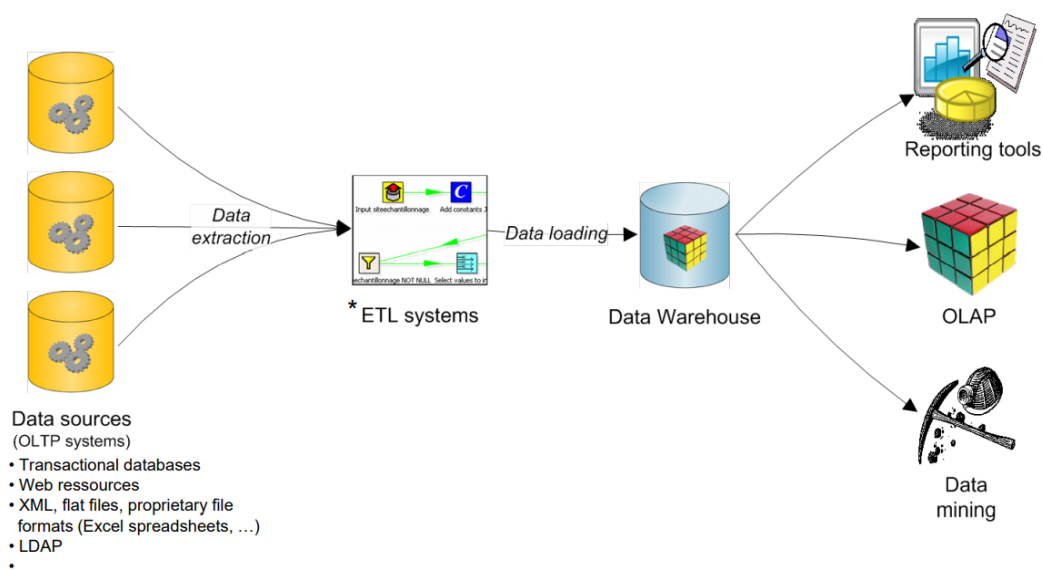 Data
extraction
Input siteechantillonnage
Add constants
echantillonnage NOT NULL
Select values to in
* ETL systems
Data loading
Data Warehouse
Reporting tools
OLAP
Data
mining
Data sources
(OLTP systems)
• Transactional databases
• Web ressources
• XML, flat files, proprietary file
formats (Excel spreadsheets, …)
• LDAP
•